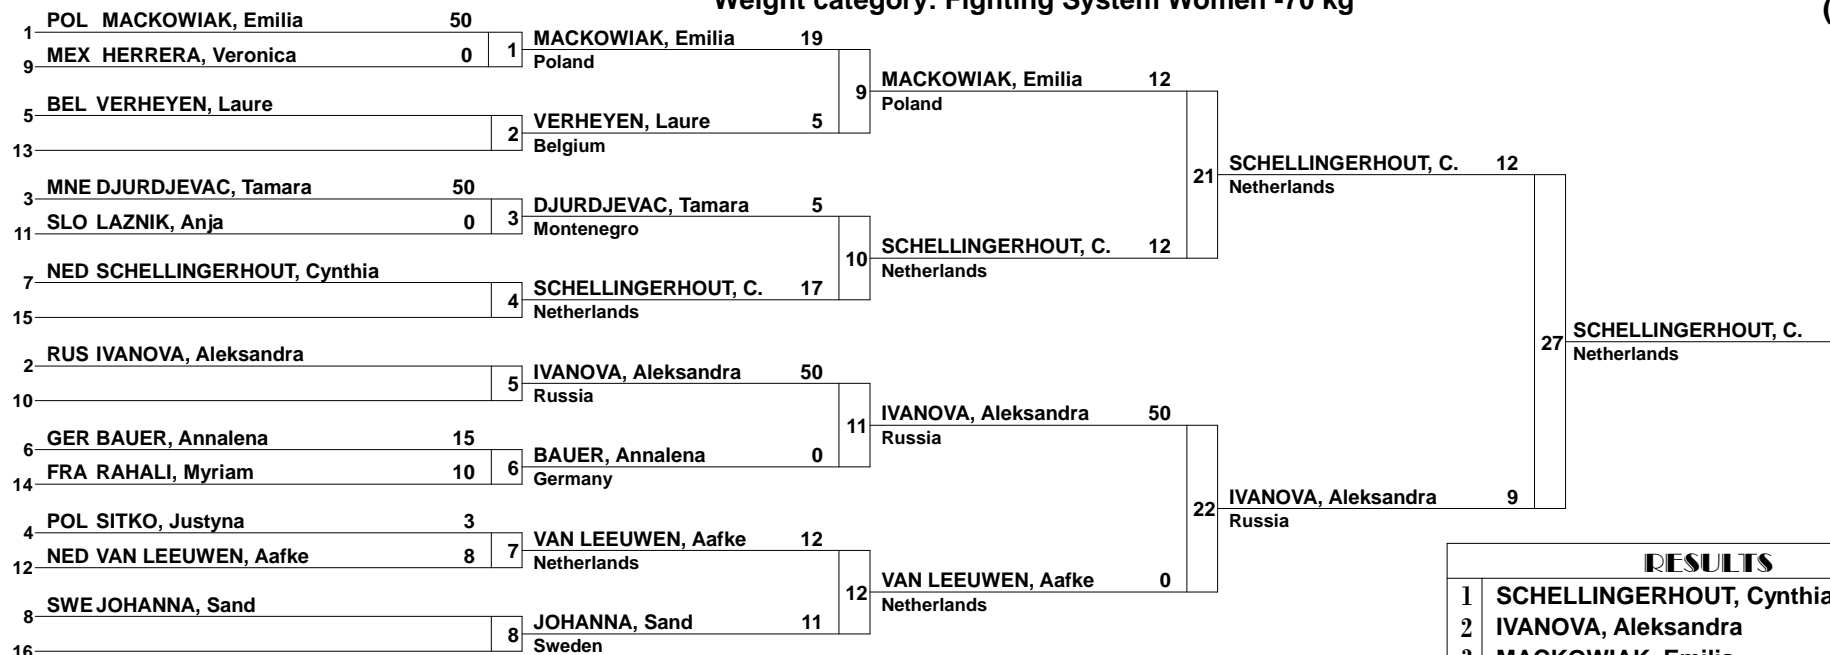 Weight category: Fighting System Women -70 kg
(
1 POL MACKOWIAK, Emilia 50
9 MEX HERRERA, Veronica 0
1 MACKOWIAK, Emilia 19
Poland
5 BEL VERHEYEN, Laure
13
2 VERHEYEN, Laure 5
Belgium
9 MACKOWIAK, Emilia 12
Poland
3 MNE DJURDJEVAC, Tamara 50
11 SLO LAZNIK, Anja 0
3 DJURDJEVAC, Tamara 5
Montenegro
7 NED SCHELLINGERHOUT, Cynthia
15
4 SCHELLINGERHOUT, C. 17
Netherlands
10 SCHELLINGERHOUT, C. 12
Netherlands
21 SCHELLINGERHOUT, C. 12
Netherlands
2 RUS IVANOVA, Aleksandra
10
5 IVANOVA, Aleksandra 50
Russia
6 GER BAUER, Annalena 15
14 FRA RAHALI, Myriam 10
6 BAUER, Annalena 0
Germany
11 IVANOVA, Aleksandra 50
Russia
4 POL SITKO, Justyna 3
12 NED VAN LEEUWEN, Aafke 8
7 VAN LEEUWEN, Aafke 12
Netherlands
8 SWE JOHANNA, Sand
16
8 JOHANNA, Sand 11
Sweden
12 VAN LEEUWEN, Aafke 0
Netherlands
22 IVANOVA, Aleksandra 9
Russia
27 SCHELLINGERHOUT, C.
Netherlands
RESULTS
1 SCHELLINGERHOUT, Cynthia
2 IVANOVA, Aleksandra
3 MACKOWIAK, Emilia